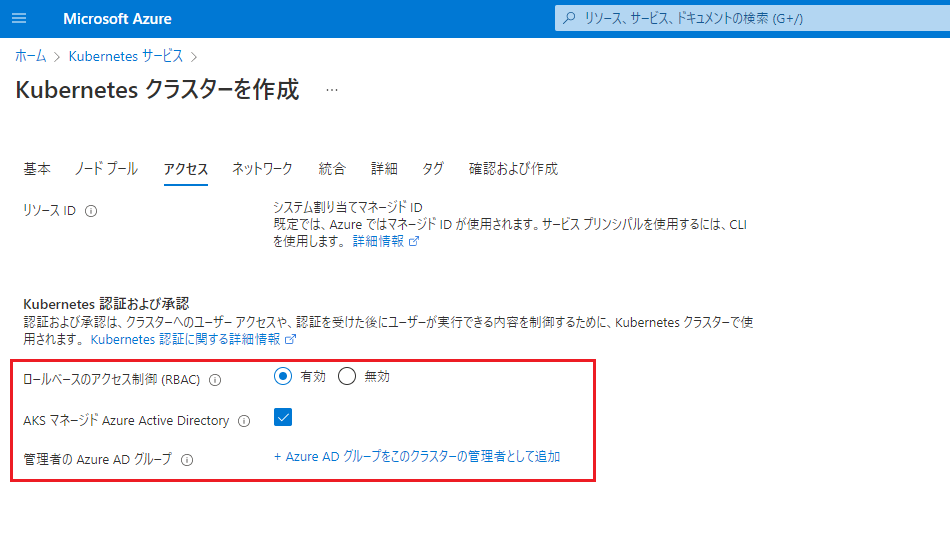 Microsoft Azure
リソース、サービス、ドキュメントの検索 (G+/)
ホーム
Kubernetes サービス
Kubernetes クラスターを作成
...
基本 ノード プール アクセス ネットワーク 統合 詳細 タグ 確認および作成
リソース ID
システム割り当てマネージド ID
既定では、Azure ではマネージド ID が使用されます。サービス プリンシパルを使用するには、CLI
を使用します。 詳細情報
Kubernetes 認証および承認
認証および承認は、クラスターへのユーザー アクセスや、認証を受けた後にユーザーが実行できる内容を制御するために、Kubernetes クラスターで使
用されます。 Kubernetes 認証に関する詳細情報
ロールベースのアクセス制御 (RBAC)
有効 無効
AKS マネージド Azure Active Directory
管理者の Azure AD グループ
+ Azure AD グループをこのクラスターの管理者として追加